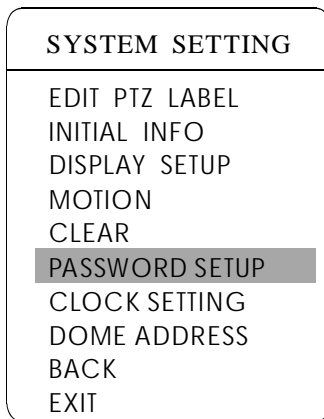 SYSTEM SETTING
EDIT PTZ LABEL
INITIAL INFO
DISPLAY SETUP
MOTION
CLEAR
PASSWORD SETUP
CLOCK SETTING
DOME ADDRESS
BACK
EXIT